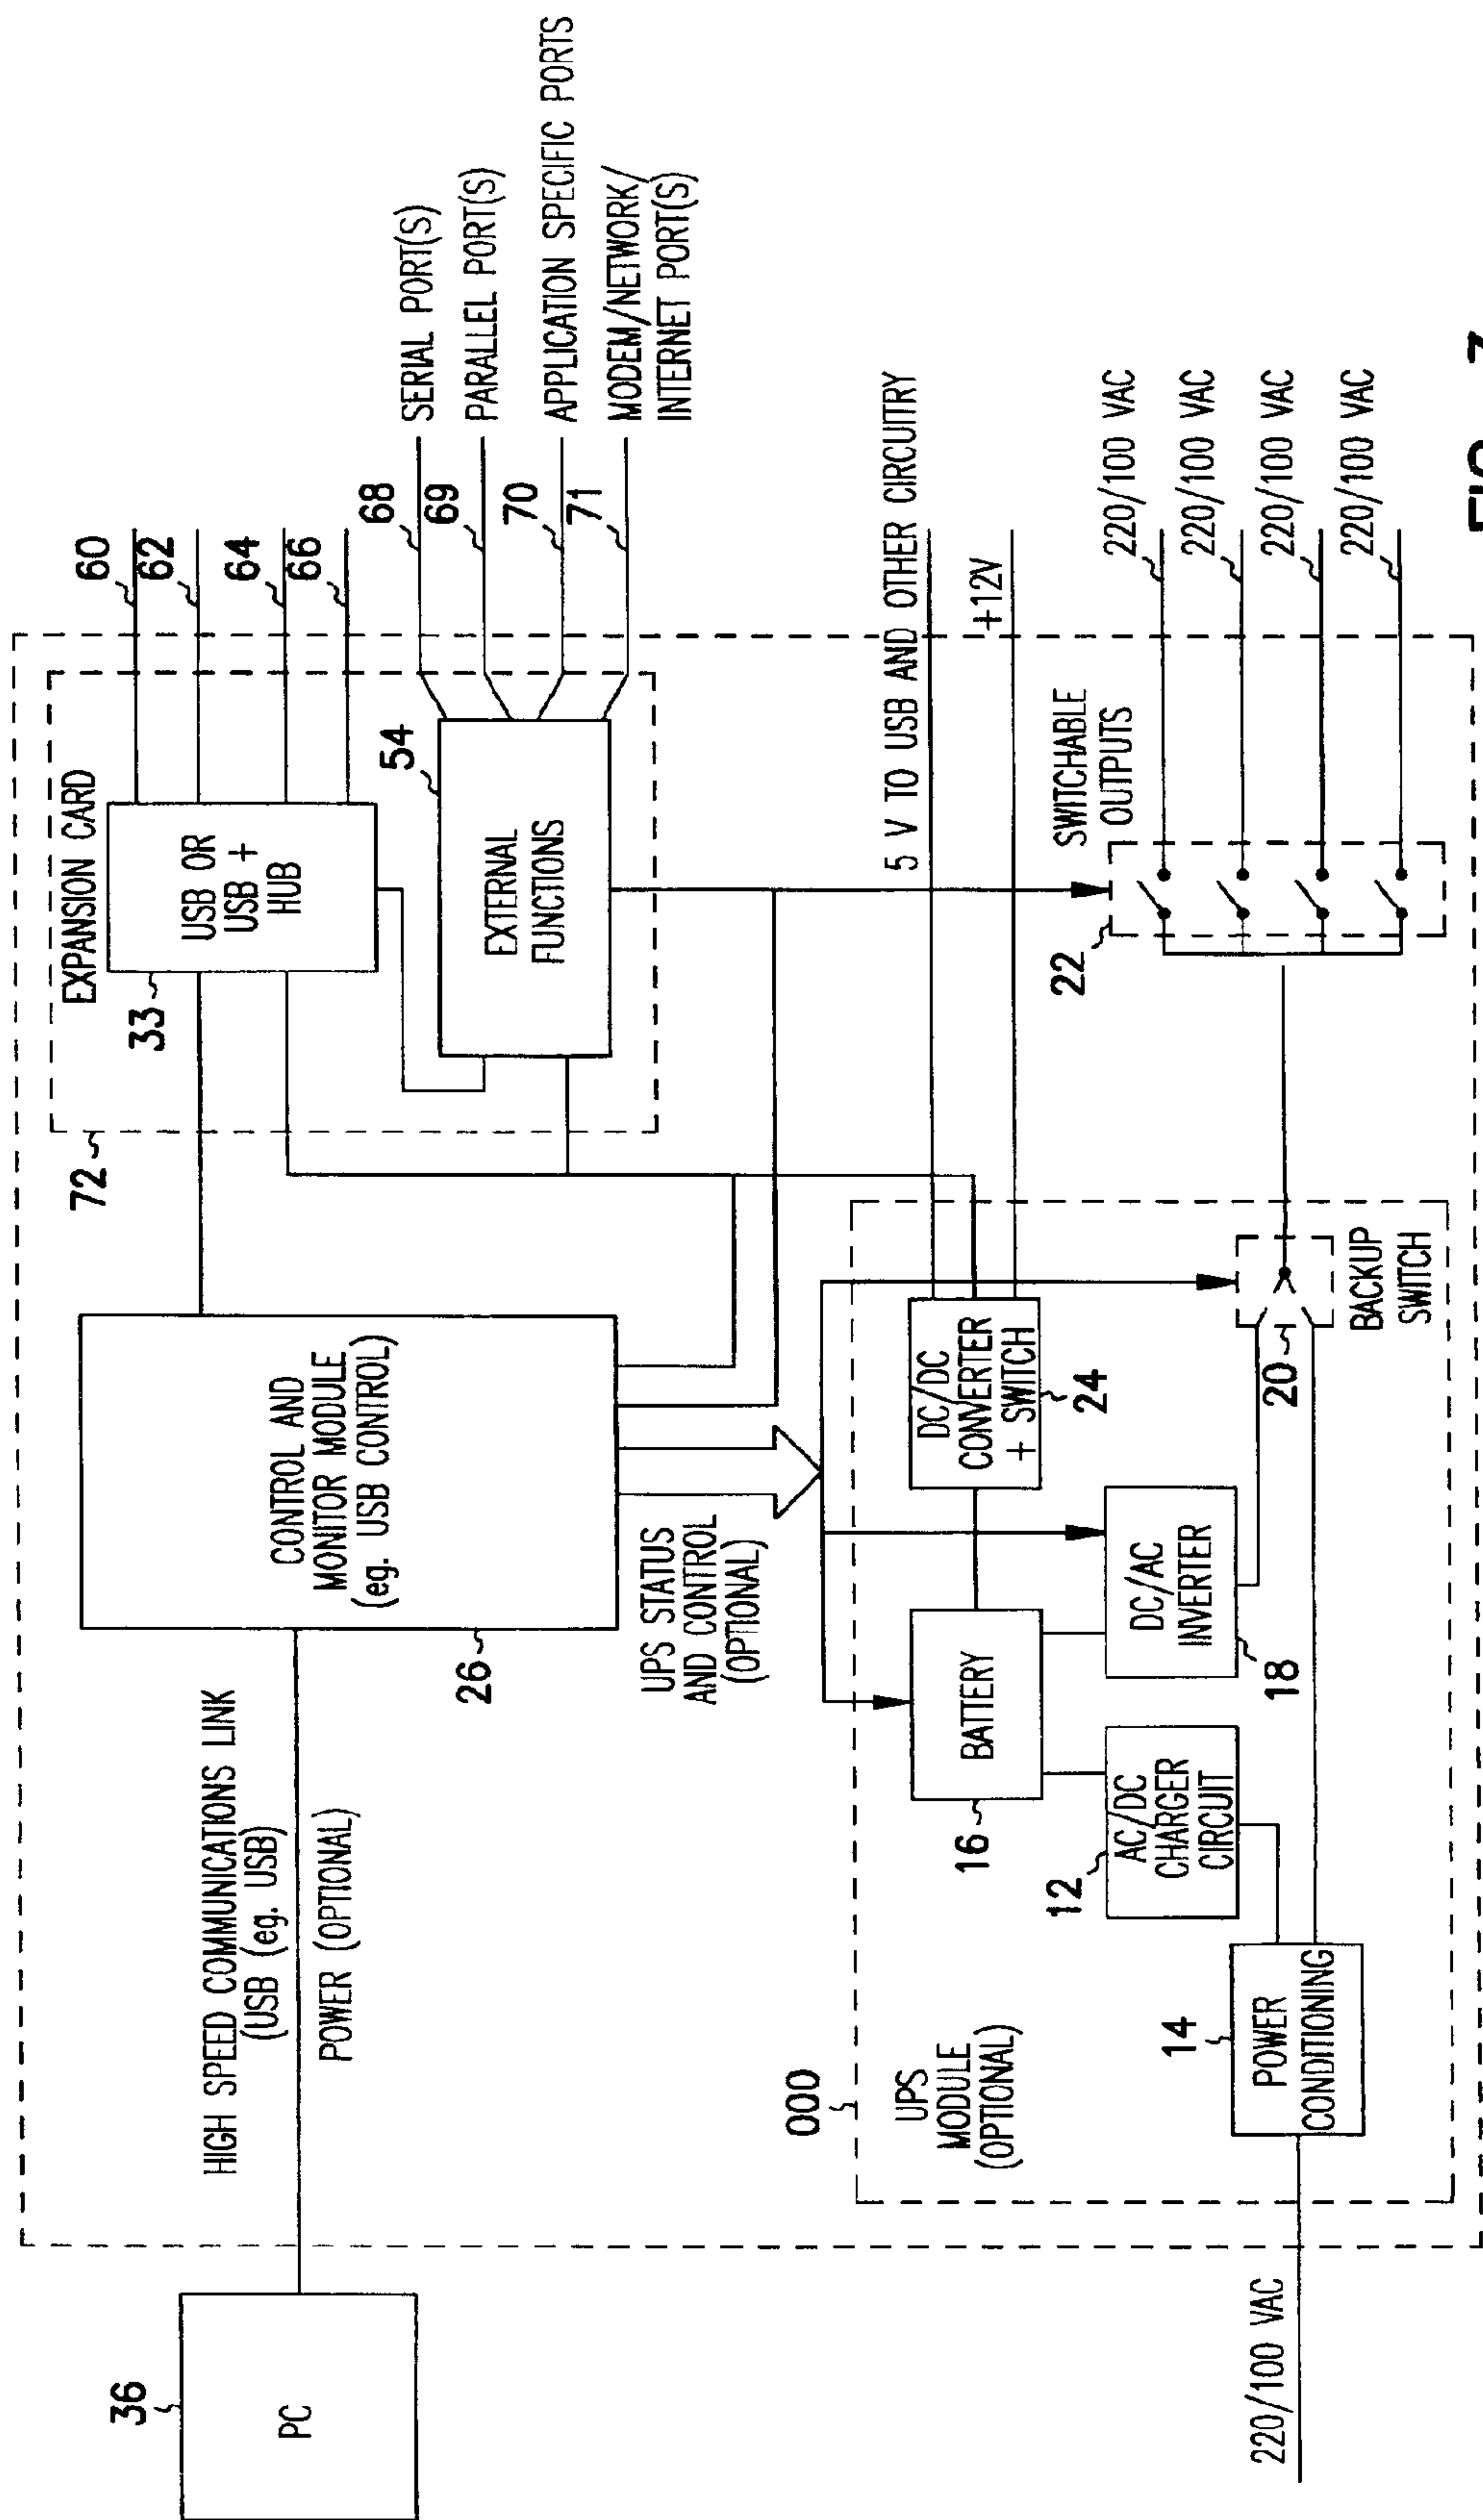 36
PC
HIGH SPEED COMMUNICATIONS LINK
(USB (eg. USB)
POWER (OPTIONAL)
26
CONTROL AND
MONITOR MODULE
(eg. USB CONTROL)
72
EXPANSION CARD
33
USB OR
USB +
HUB
60
62
64
66
54
EXTERNAL
FUNCTIONS
68
69
70
71
SERIAL PORT(S)
PARALLEL PORT(S)
APPLICATION SPECIFIC PORTS
MODEM/NETWORK/
INTERNET PORT(S)
UPS STATUS
AND CONTROL
(OPTIONAL)
000
UPS
MODULE
(OPTIONAL)
16
BATTERY
DC/DC
CONVERTER
+ SWITCH
24
12
AC/DC
CHARGER
CIRCUIT
DC/AC
INVERTER
18
14
POWER
CONDITIONING
220/100 VAC
20
BACKUP
SWITCH
5 V TO USB AND OTHER CIRCUITRY
+12V
22
SWITCHABLE
OUTPUTS
220/100 VAC
220/100 VAC
220/100 VAC
220/100 VAC